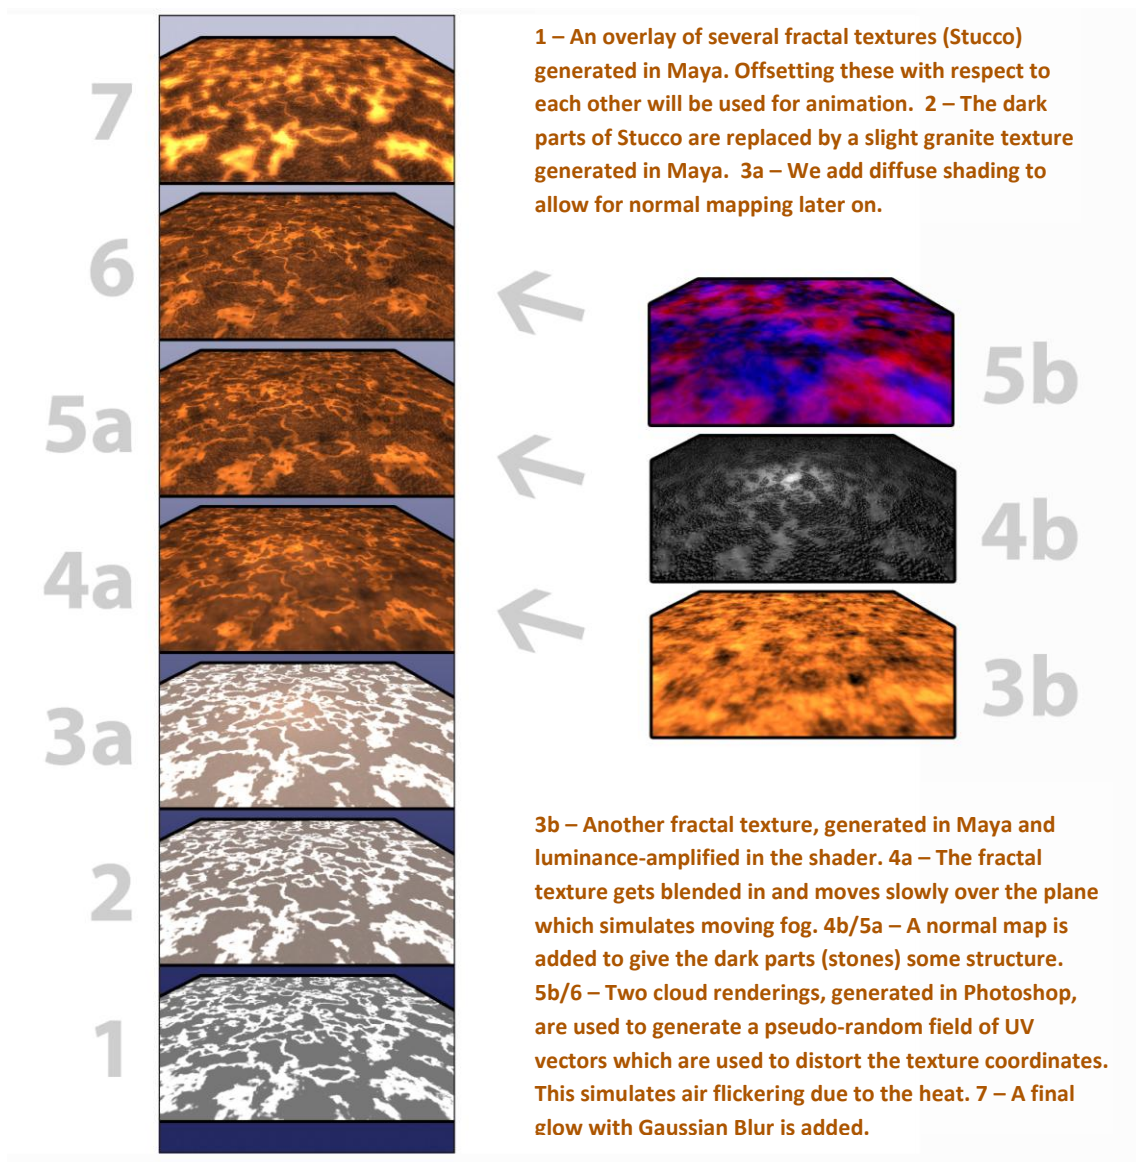 1 – An overlay of several fractal textures (Stucco)
generated in Maya. Offsetting these with respect to
each other will be used for animation.  2 – The dark
parts of Stucco are replaced by a slight granite texture
generated in Maya.  3a – We add diffuse shading to
allow for normal mapping later on.
7
6
5a
4a
3a
2
1
5b
4b
3b
3b – Another fractal texture, generated in Maya and
luminance-amplified in the shader. 4a – The fractal
texture gets blended in and moves slowly over the plane
which simulates moving fog. 4b/5a – A normal map is
added to give the dark parts (stones) some structure.
5b/6 – Two cloud renderings, generated in Photoshop,
are used to generate a pseudo-random field of UV
vectors which are used to distort the texture coordinates.
This simulates air flickering due to the heat. 7 – A final
glow with Gaussian Blur is added.